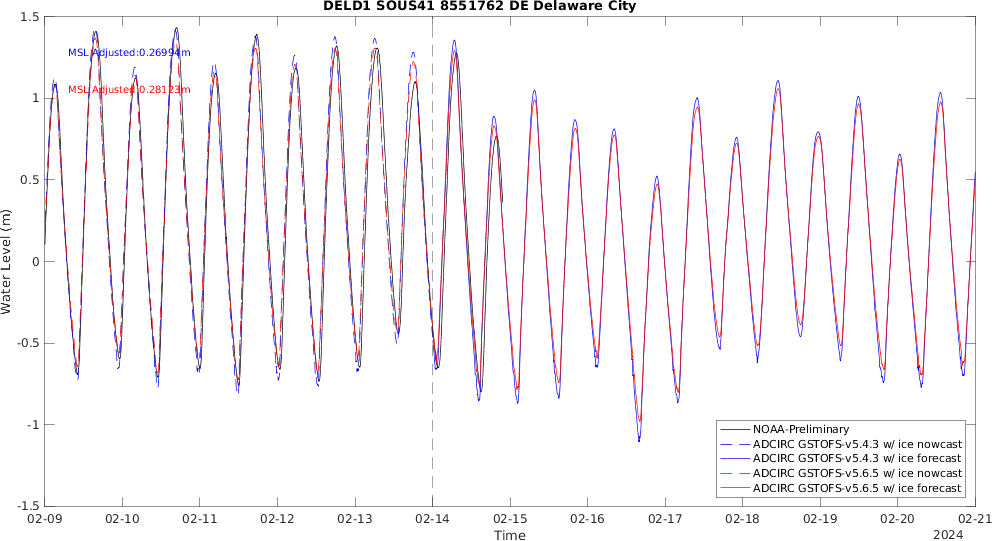 DELD1 SOUS41 8551762 DE Delaware City
1.5
MSL Adjusted:0.26994m
MSL Adjusted:0.28123m
1
0.5
0
-0.5
-1
-1.5
Water Level (m)
NOAA-Preliminary
ADCIRC GSTOFS-v5.4.3 w/ ice nowcast
ADCIRC GSTOFS-v5.4.3 w/ ice forecast
ADCIRC GSTOFS-v5.6.5 w/ ice nowcast
ADCIRC GSTOFS-v5.6.5 w/ ice forecast
02-09 02-10 02-11 02-12 02-13 02-14 02-15 02-16 02-17 02-18 02-19 02-20 02-21
Time
2024